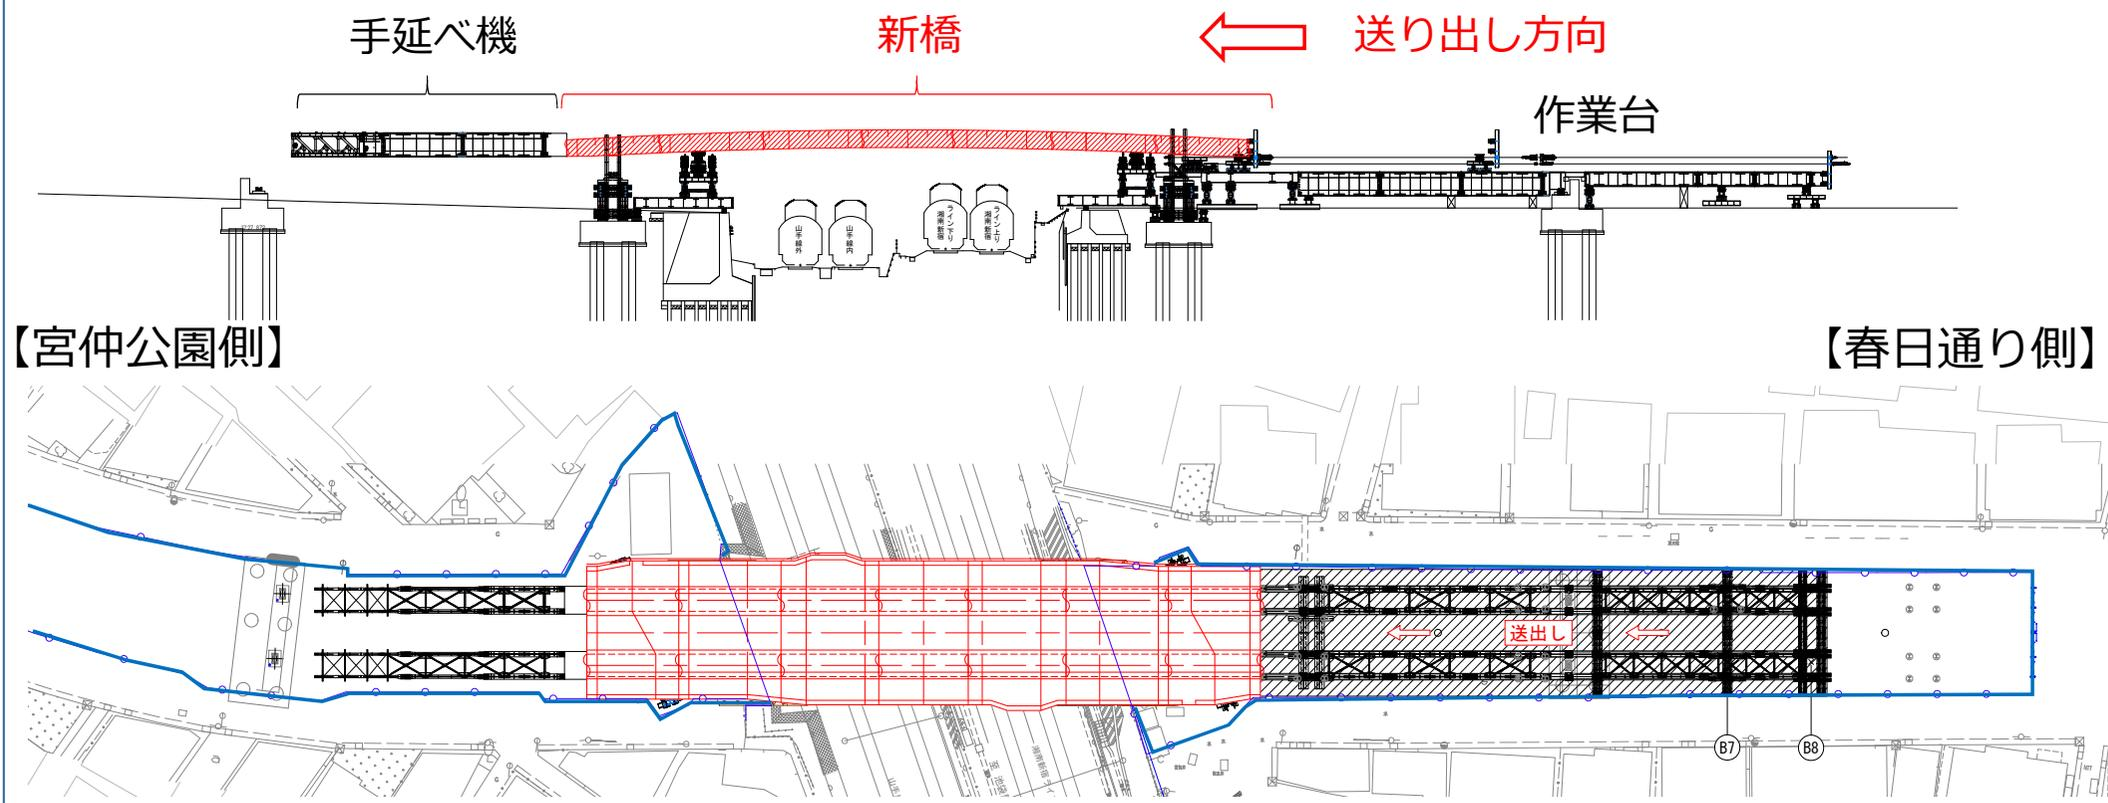 手延べ機
新橋
送り出し方向
作業台
山手線外
山手線内
湘南新宿
ライン下り
湘南新宿
ライン上り
【宮仲公園側】
【春日通り側】
送出し
B7
B8